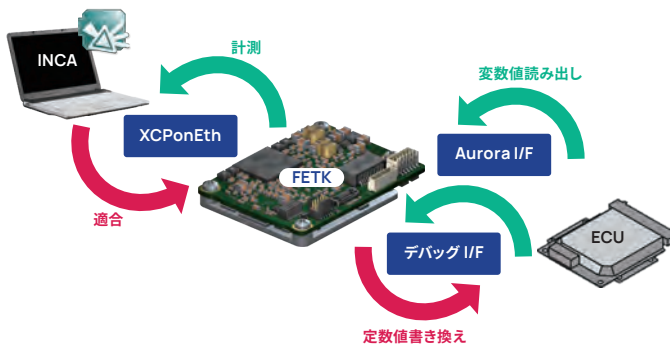 INCA
計測
変数値読み出し
XCPonEth
Aurora I/F
FETK
適合
デバッグ I/F
ECU
定数値書き換え